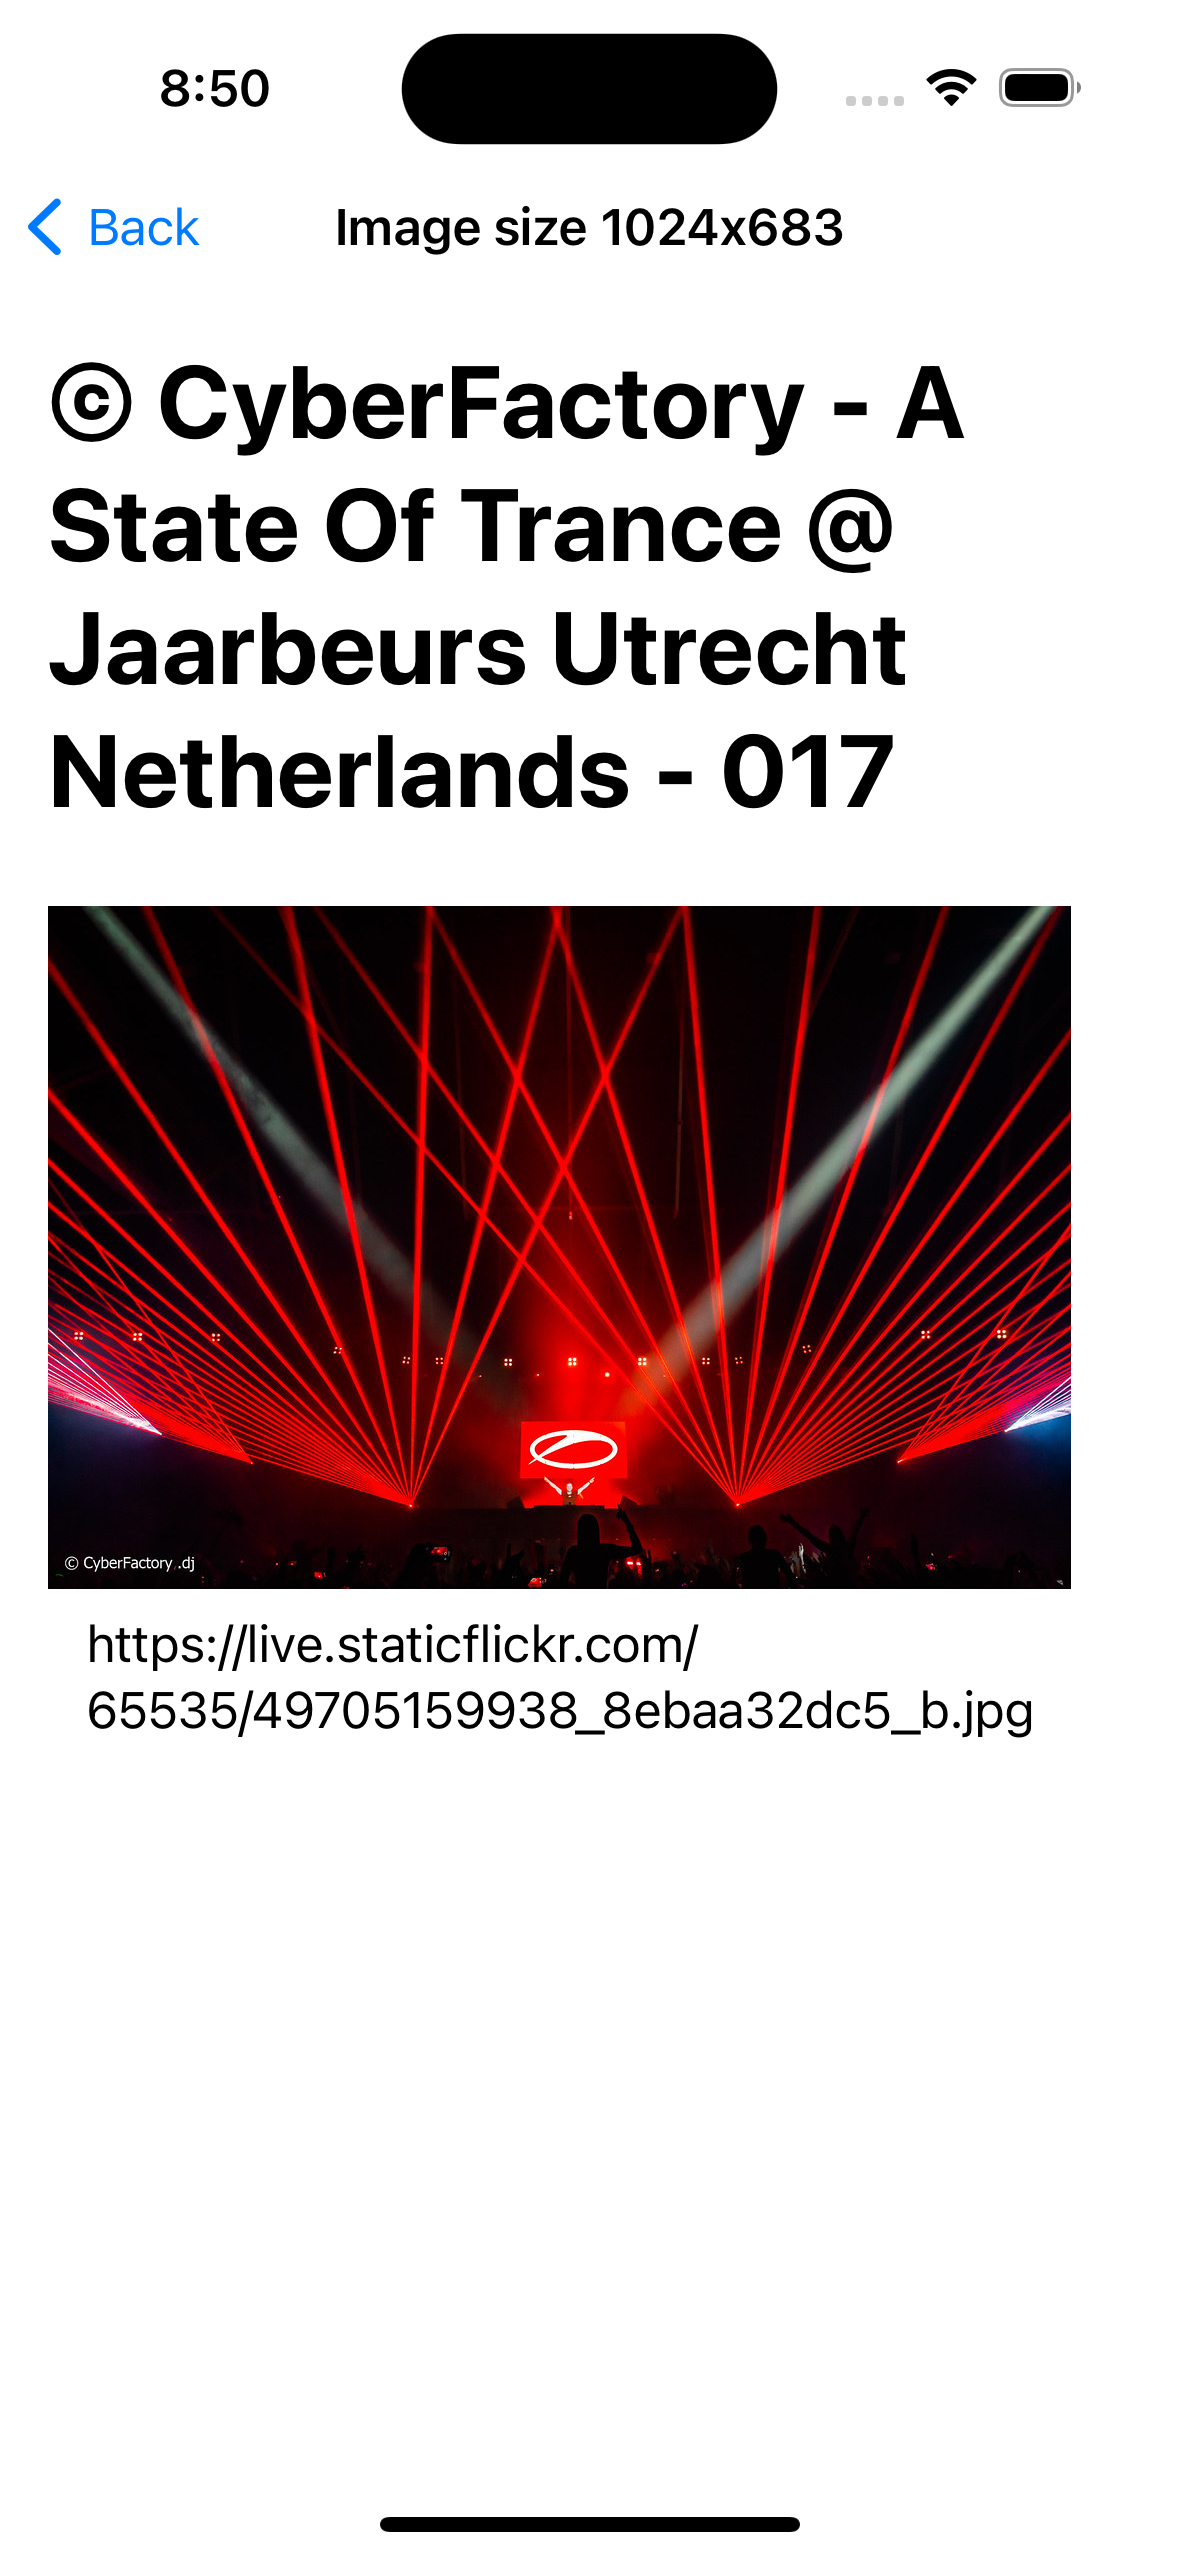 8:50
Back
Image size 1024x683
© CyberFactory - A
State Of Trance @
Jaarbeurs Utrecht
Netherlands - 017
© CyberFactory .dj
https://live.staticflickr.com/
65535/49705159938_8ebaa32dc5_b.jpg